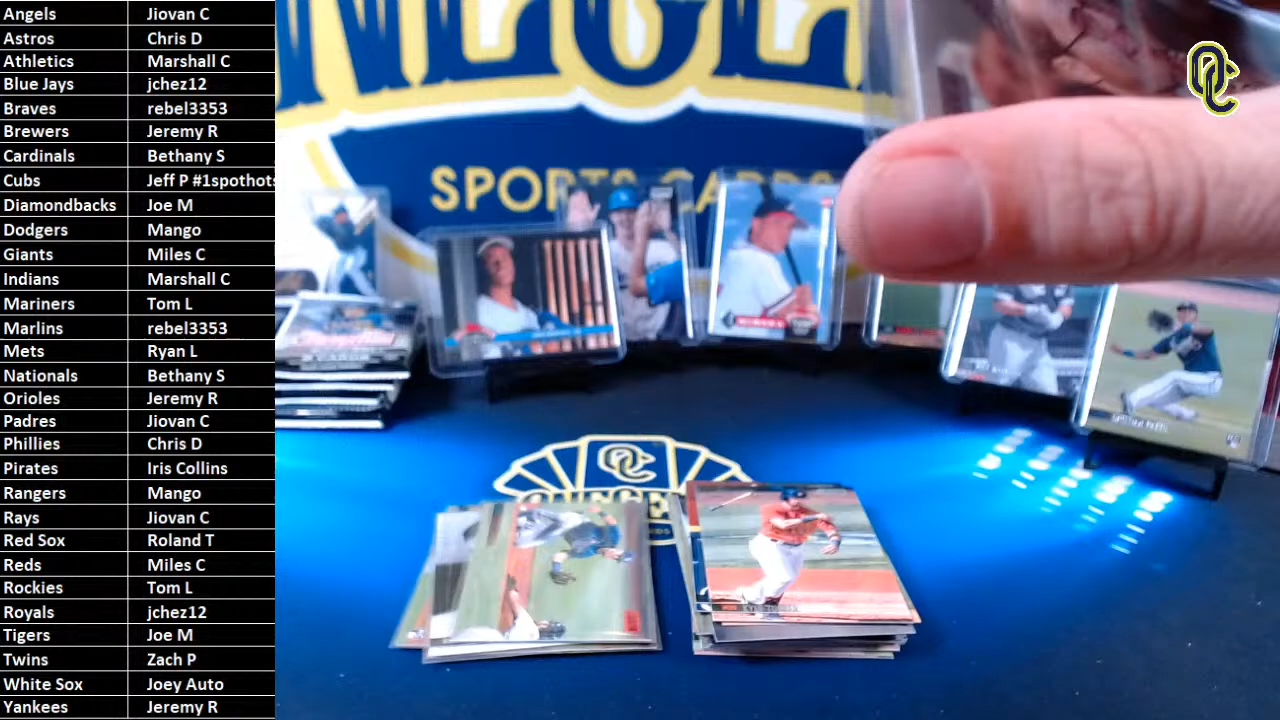 Angels Jiovan C
Astros Chris D
Athletics Marshall C
Blue Jays jchez12
Braves rebel3353
Brewers Jeremy R
Cardinals Bethany S
Cubs Jeff P #1spothots
Diamondbacks Joe M
Dodgers Mango
Giants Miles C
Indians Marshall C
Mariners Tom L
Marlins rebel3353
Mets Ryan L
Nationals Bethany S
Orioles Jeremy R
Padres Jiovan C
Phillies Chris D
Pirates Iris Collins
Rangers Mango
Rays Jiovan C
Red Sox Roland T
Reds Miles C
Rockies Tom L
Royals jchez12
Tigers Joe M
Twins Zach P
White Sox Joey Auto
Yankees Jeremy R
SPORTS CARDS
OC